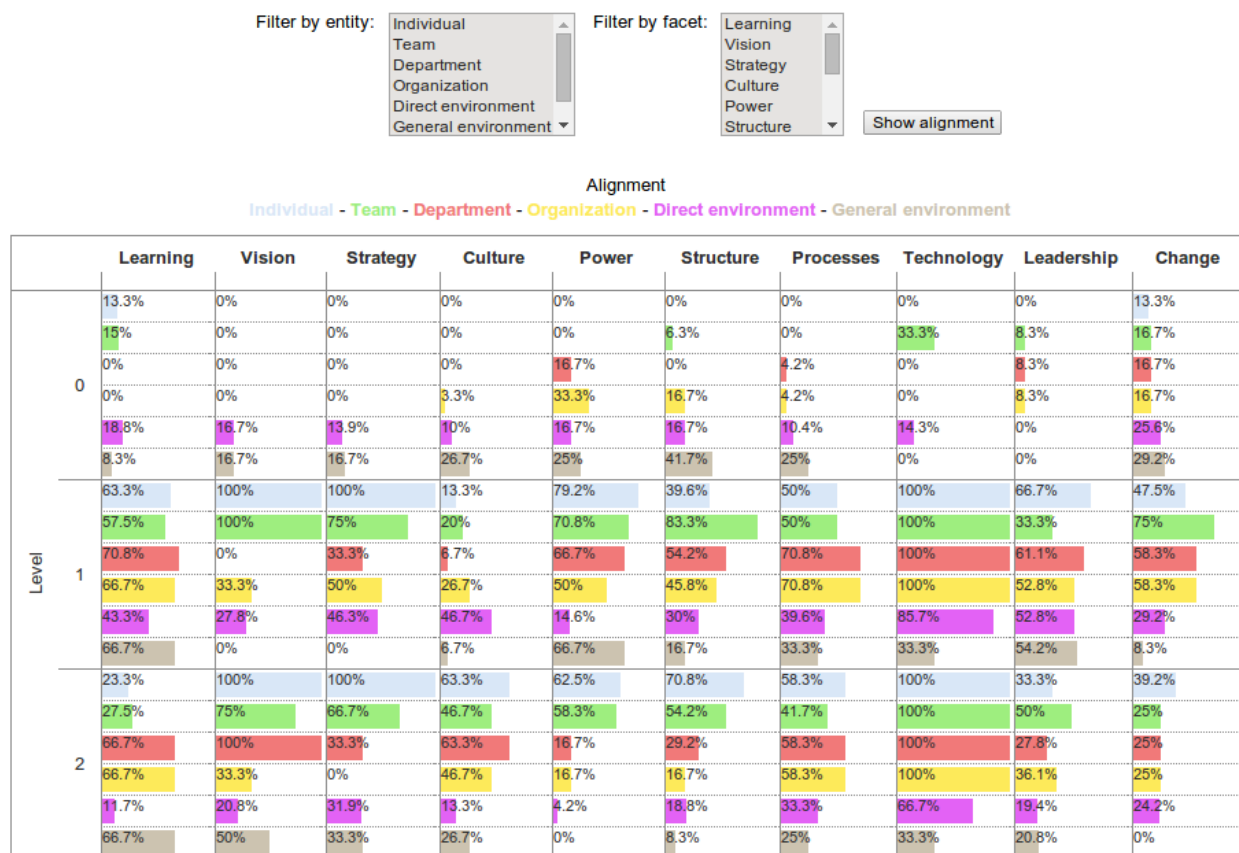 Filter by entity: Individual Filter by facet: Learning
Team Vision
Department Strategy
Organization Culture
Direct environment Power
General environment Structure Show alignment
Alignment
Individual - Team - Department - Organization - Direct environment - General environment
Learning Vision Strategy Culture Power Structure Processes Technology Leadership Change
13.3% 0% 0% 0% 0% 0% 0% 0% 0% 13.3%
15% 0% 0% 0% 0% 6.3% 0% 33.3% 8.3% 16.7%
0% 0% 0% 0% 16.7% 0% 4.2% 0% 8.3% 16.7%
0
0% 0% 0% 3.3% 33.3% 16.7% 4.2% 0% 8.3% 16.7%
18.8% 16.7% 13.9% 10% 16.7% 16.7% 10.4% 14.3% 0% 25.6%
8.3% 16.7% 16.7% 26.7% 25% 41.7% 25% 0% 0% 29.2%
63.3% 100% 100% 13.3% 79.2% 39.6% 50% 100% 66.7% 47.5%
57.5% 100% 75% 20% 70.8% 83.3% 50% 100% 33.3% 75%
70.8% 0% 33.3% 6.7% 66.7% 54.2% 70.8% 100% 61.1% 58.3%
Level
1
66.7% 33.3% 50% 26.7% 50% 45.8% 70.8% 100% 52.8% 58.3%
43.3% 27.8% 46.3% 46.7% 14.6% 30% 39.6% 85.7% 52.8% 29.2%
66.7% 0% 0% 6.7% 66.7% 16.7% 33.3% 33.3% 54.2% 8.3%
23.3% 100% 100% 63.3% 62.5% 70.8% 58.3% 100% 33.3% 39.2%
27.5% 75% 66.7% 46.7% 58.3% 54.2% 41.7% 100% 50% 25%
66.7% 100% 33.3% 63.3% 16.7% 29.2% 58.3% 100% 27.8% 25%
2
66.7% 33.3% 0% 46.7% 16.7% 16.7% 58.3% 100% 36.1% 25%
11.7% 20.8% 31.9% 13.3% 4.2% 18.8% 33.3% 66.7% 19.4% 24.2%
66.7% 50% 33.3% 26.7% 0% 8.3% 25% 33.3% 20.8% 0%